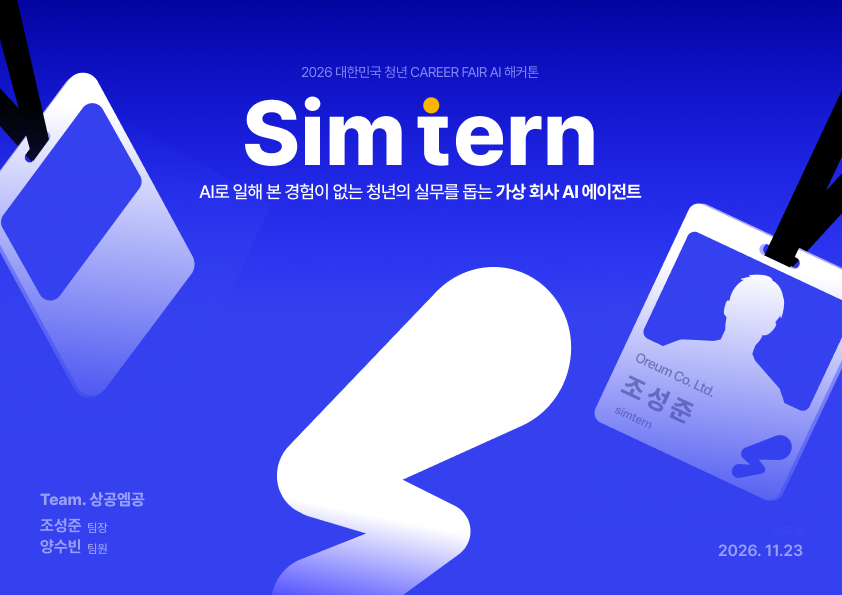 2026 대한민국 청년 CAREER FAIR AI 해커톤
Simtern
AI로 일해 본 경험이 없는 청년의 실무를 돕는 가상 회사 AI 에이전트
Oreum Co. Ltd.
조성준
simtern
Team. 상공엠공
조성준 팀장
양수빈 팀원
2026. 11.23